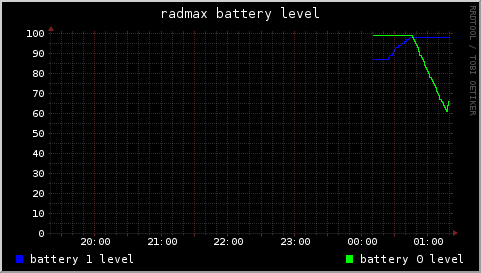 radmax battery level
RRDTOOL / TOBI OETIKER
100
90
80
70
60
50
40
30
20
10
0
20:00 21:00 22:00 23:00 00:00 01:00
battery 1 level battery 0 level